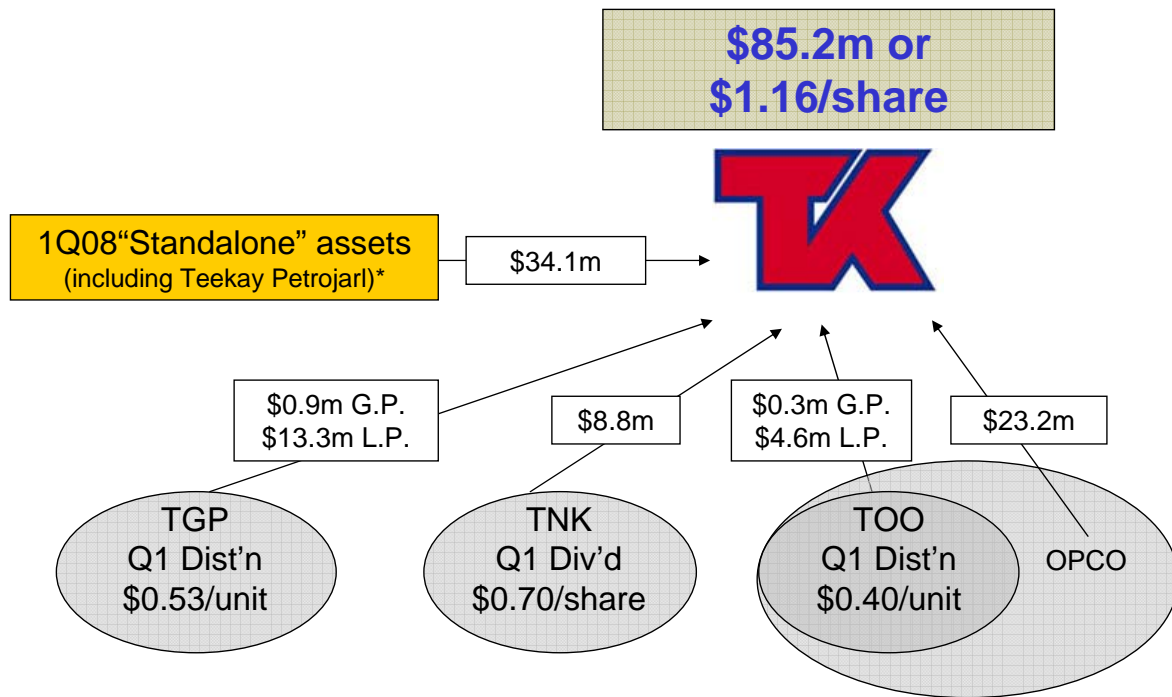 $85.2m or
$1.16/share
TK
1Q08“Standalone” assets
(including Teekay Petrojarl)*
$34.1m
$0.9m G.P.
$13.3m L.P.
$8.8m
$0.3m G.P.
$4.6m L.P.
$23.2m
TGP
Q1 Dist’n
$0.53/unit
TNK
Q1 Div’d
$0.70/share
TOO
Q1 Dist’n
$0.40/unit
OPCO